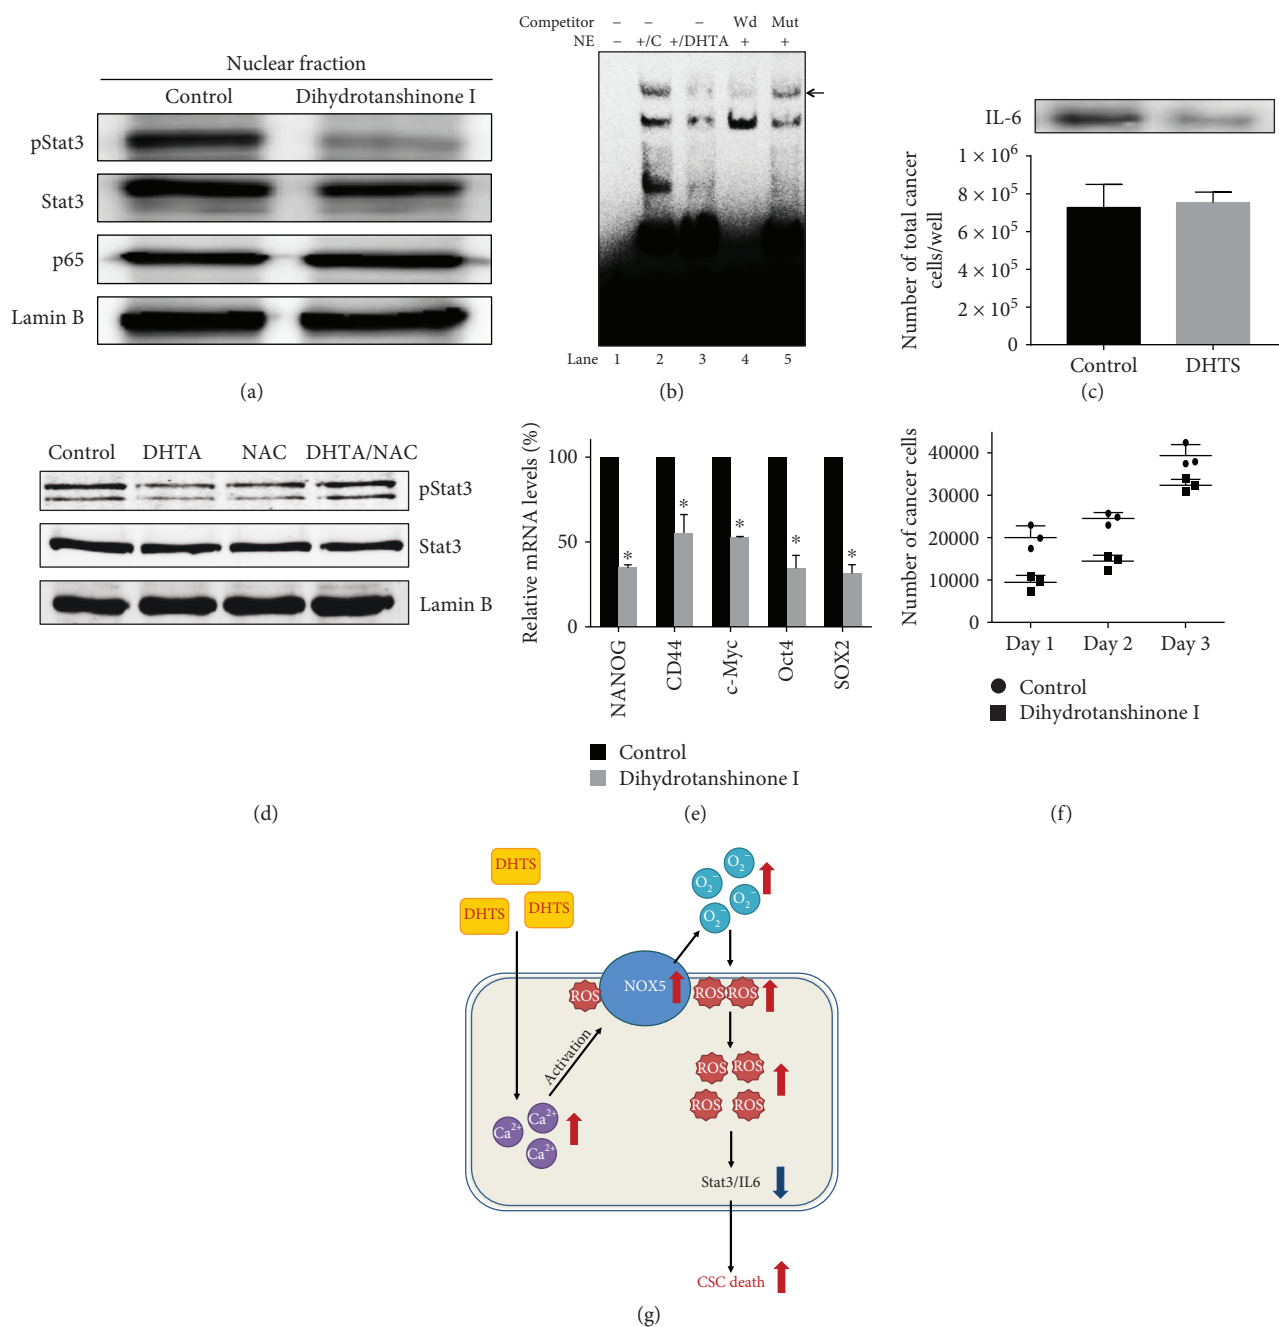 Nuclear fraction
Control Dihydrotanshinone I
pStat3
Stat3
p65
Lamin B
(a)
Competitor – – – Wd Mut
NE – +/C +/DHTA + +
Lane 1 2 3 4 5
(b)
IL-6
Number of total cancer
cells/well
1 × 10⁶
8 × 10⁵
6 × 10⁵
4 × 10⁵
2 × 10⁵
0
Control DHTS
(c)
Control DHTA NAC DHTA/NAC
pStat3
Stat3
Lamin B
(d)
Relative mRNA levels (%)
100
50
0
* * * * *
NANOG
CD44
c-Myc
Oct4
SOX2
Control
Dihydrotanshinone I
(e)
Number of cancer cells
40000
30000
20000
10000
0
Day 1 Day 2 Day 3
Control
Dihydrotanshinone I
(f)
DHTS
DHTS
DHTS
O₂⁻
O₂⁻
O₂⁻
O₂⁻
ROS
NOX5
ROS ROS
Activation
ROS ROS
ROS ROS
Ca²⁺
Ca²⁺
Ca²⁺
Stat3/IL6
CSC death
(g)